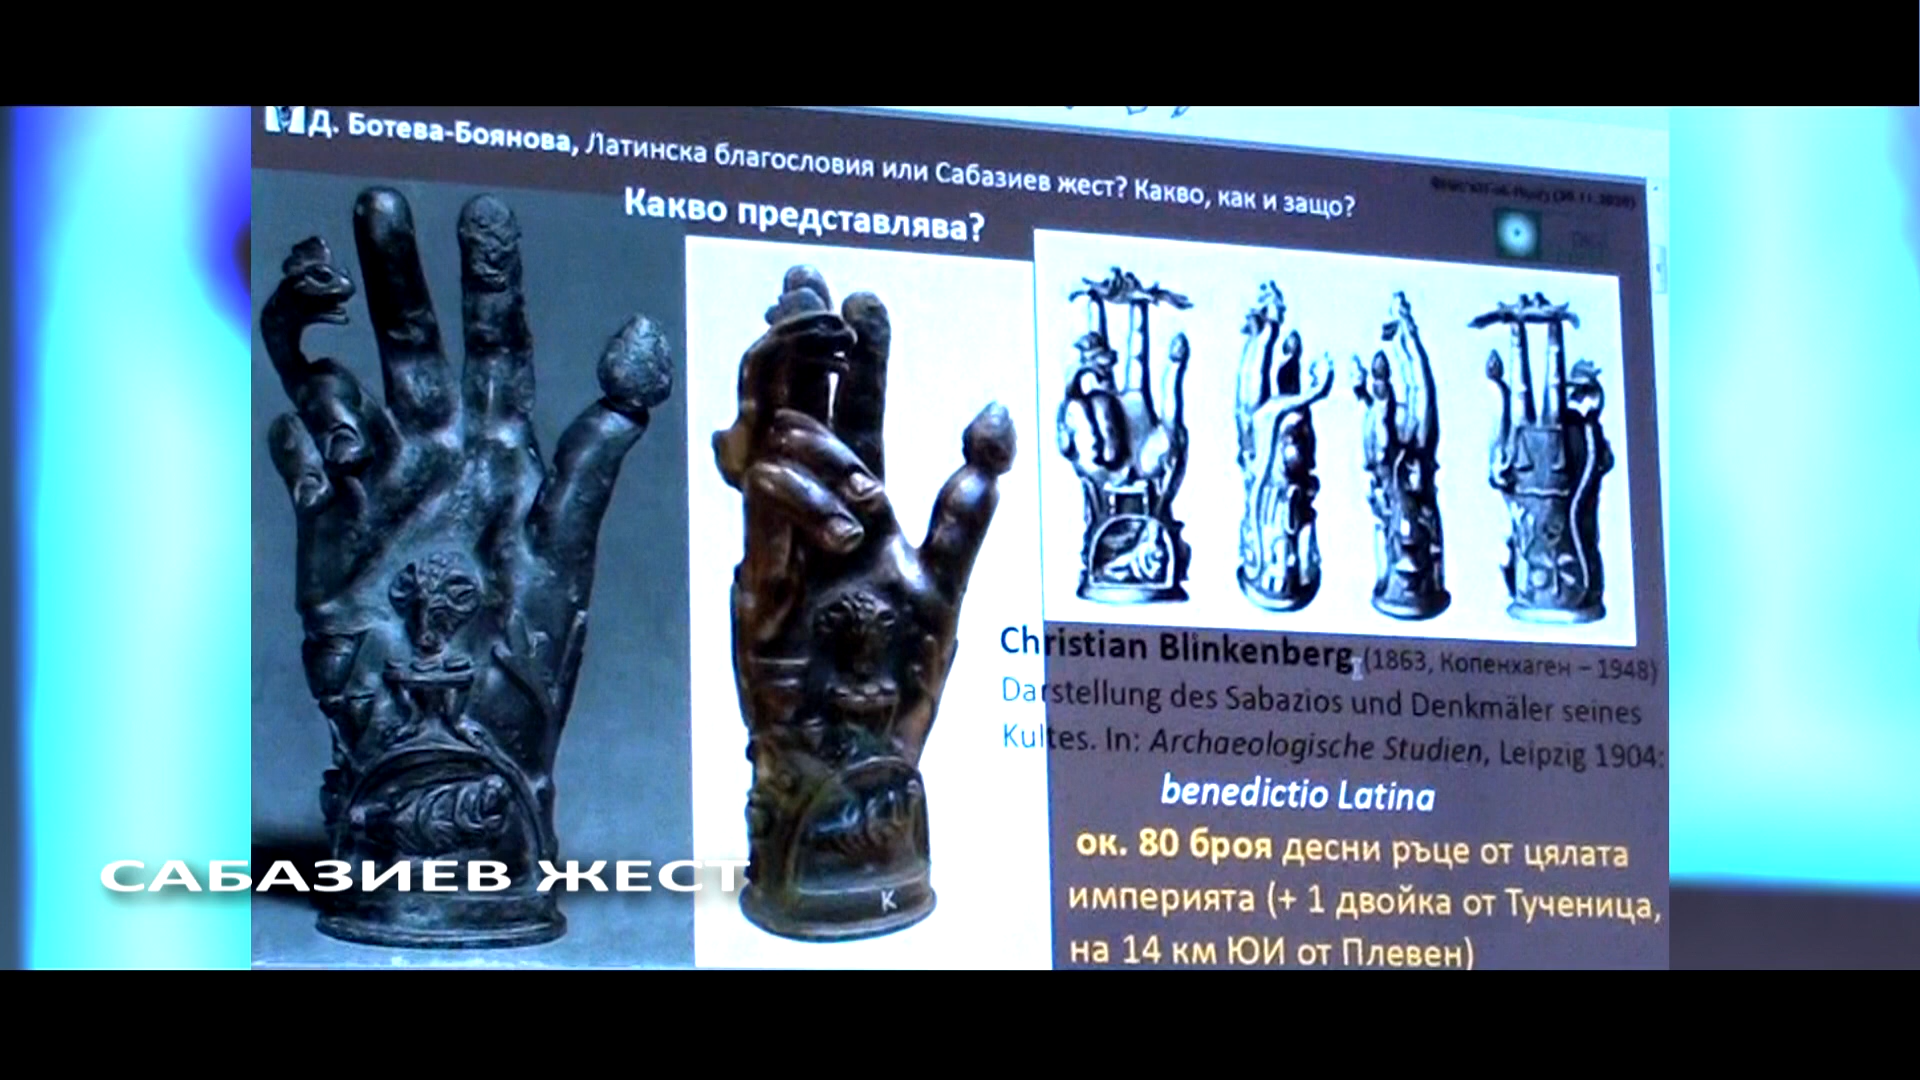 Д. Ботева-Боянова, Латинска благословия или Сабазиев жест? Какво, как и защо?
Какво представлява?
Christian Blinkenberg (1863, Копенхаген – 1948)
Darstellung des Sabazios und Denkmäler seines
Kultes. In: Archaeologische Studien, Leipzig 1904:
benedictio Latina
ок. 80 броя десни ръце от цялата
империята (+ 1 двойка от Тученица,
на 14 км ЮИ от Плевен)
K
САБАЗИЕВ ЖЕСТ